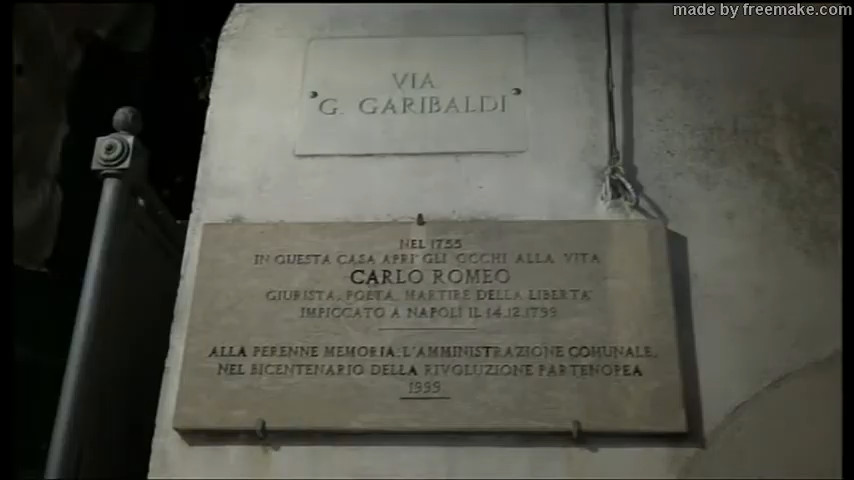 made by freemake.com
VIA
G. GARIBALDI
NEL 1755
IN QUESTA CASA APRI' GLI OCCHI ALLA VITA
CARLO ROMEO
GIURISTA, POETA, MARTIRE DELLA LIBERTA'
IMPICCATO A NAPOLI IL 14.12.1799
ALLA PERENNE MEMORIA: L'AMMINISTRAZIONE COMUNALE,
NEL BICENTENARIO DELLA RIVOLUZIONE PARTENOPEA
1999